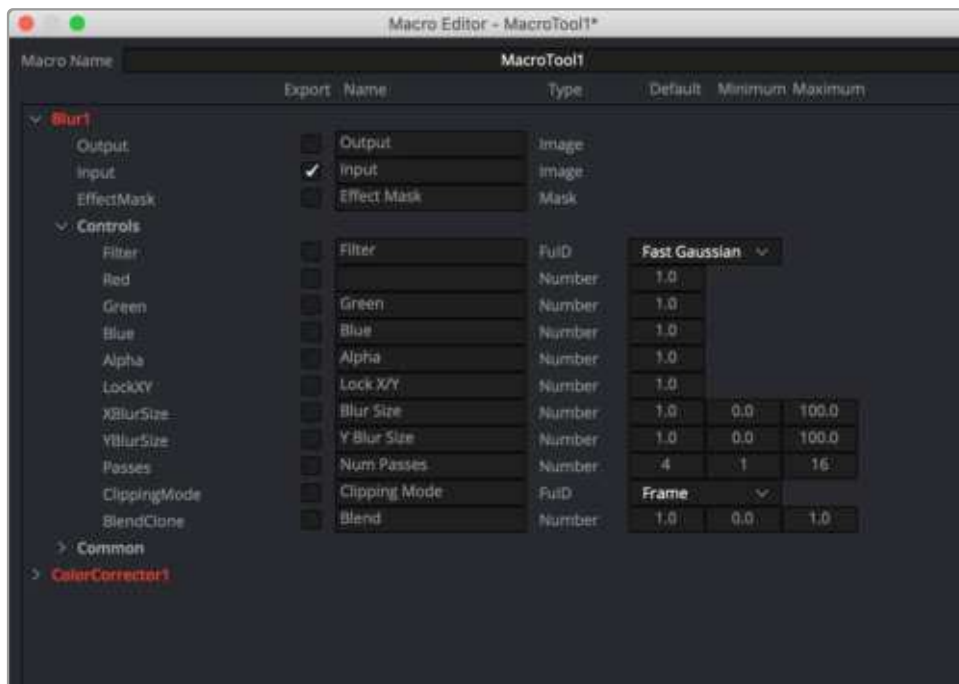 Macro Editor - MacroTool1*
Macro Name MacroTool1
Export Name Type Default Minimum Maximum
Blur1
Output Output Image
Input Input Image
EffectMask Effect Mask Mask
Controls
Filter Filter FuID Fast Gaussian
Red Number 1.0
Green Green Number 1.0
Blue Blue Number 1.0
Alpha Alpha Number 1.0
LockXY Lock X/Y Number 1.0
XBlurSize Blur Size Number 1.0 0.0 100.0
YBlurSize Y Blur Size Number 1.0 0.0 100.0
Passes Num Passes Number 4 1 16
ClippingMode Clipping Mode FuID Frame
BlendClone Blend Number 1.0 0.0 1.0
Common
ColorCorrector1